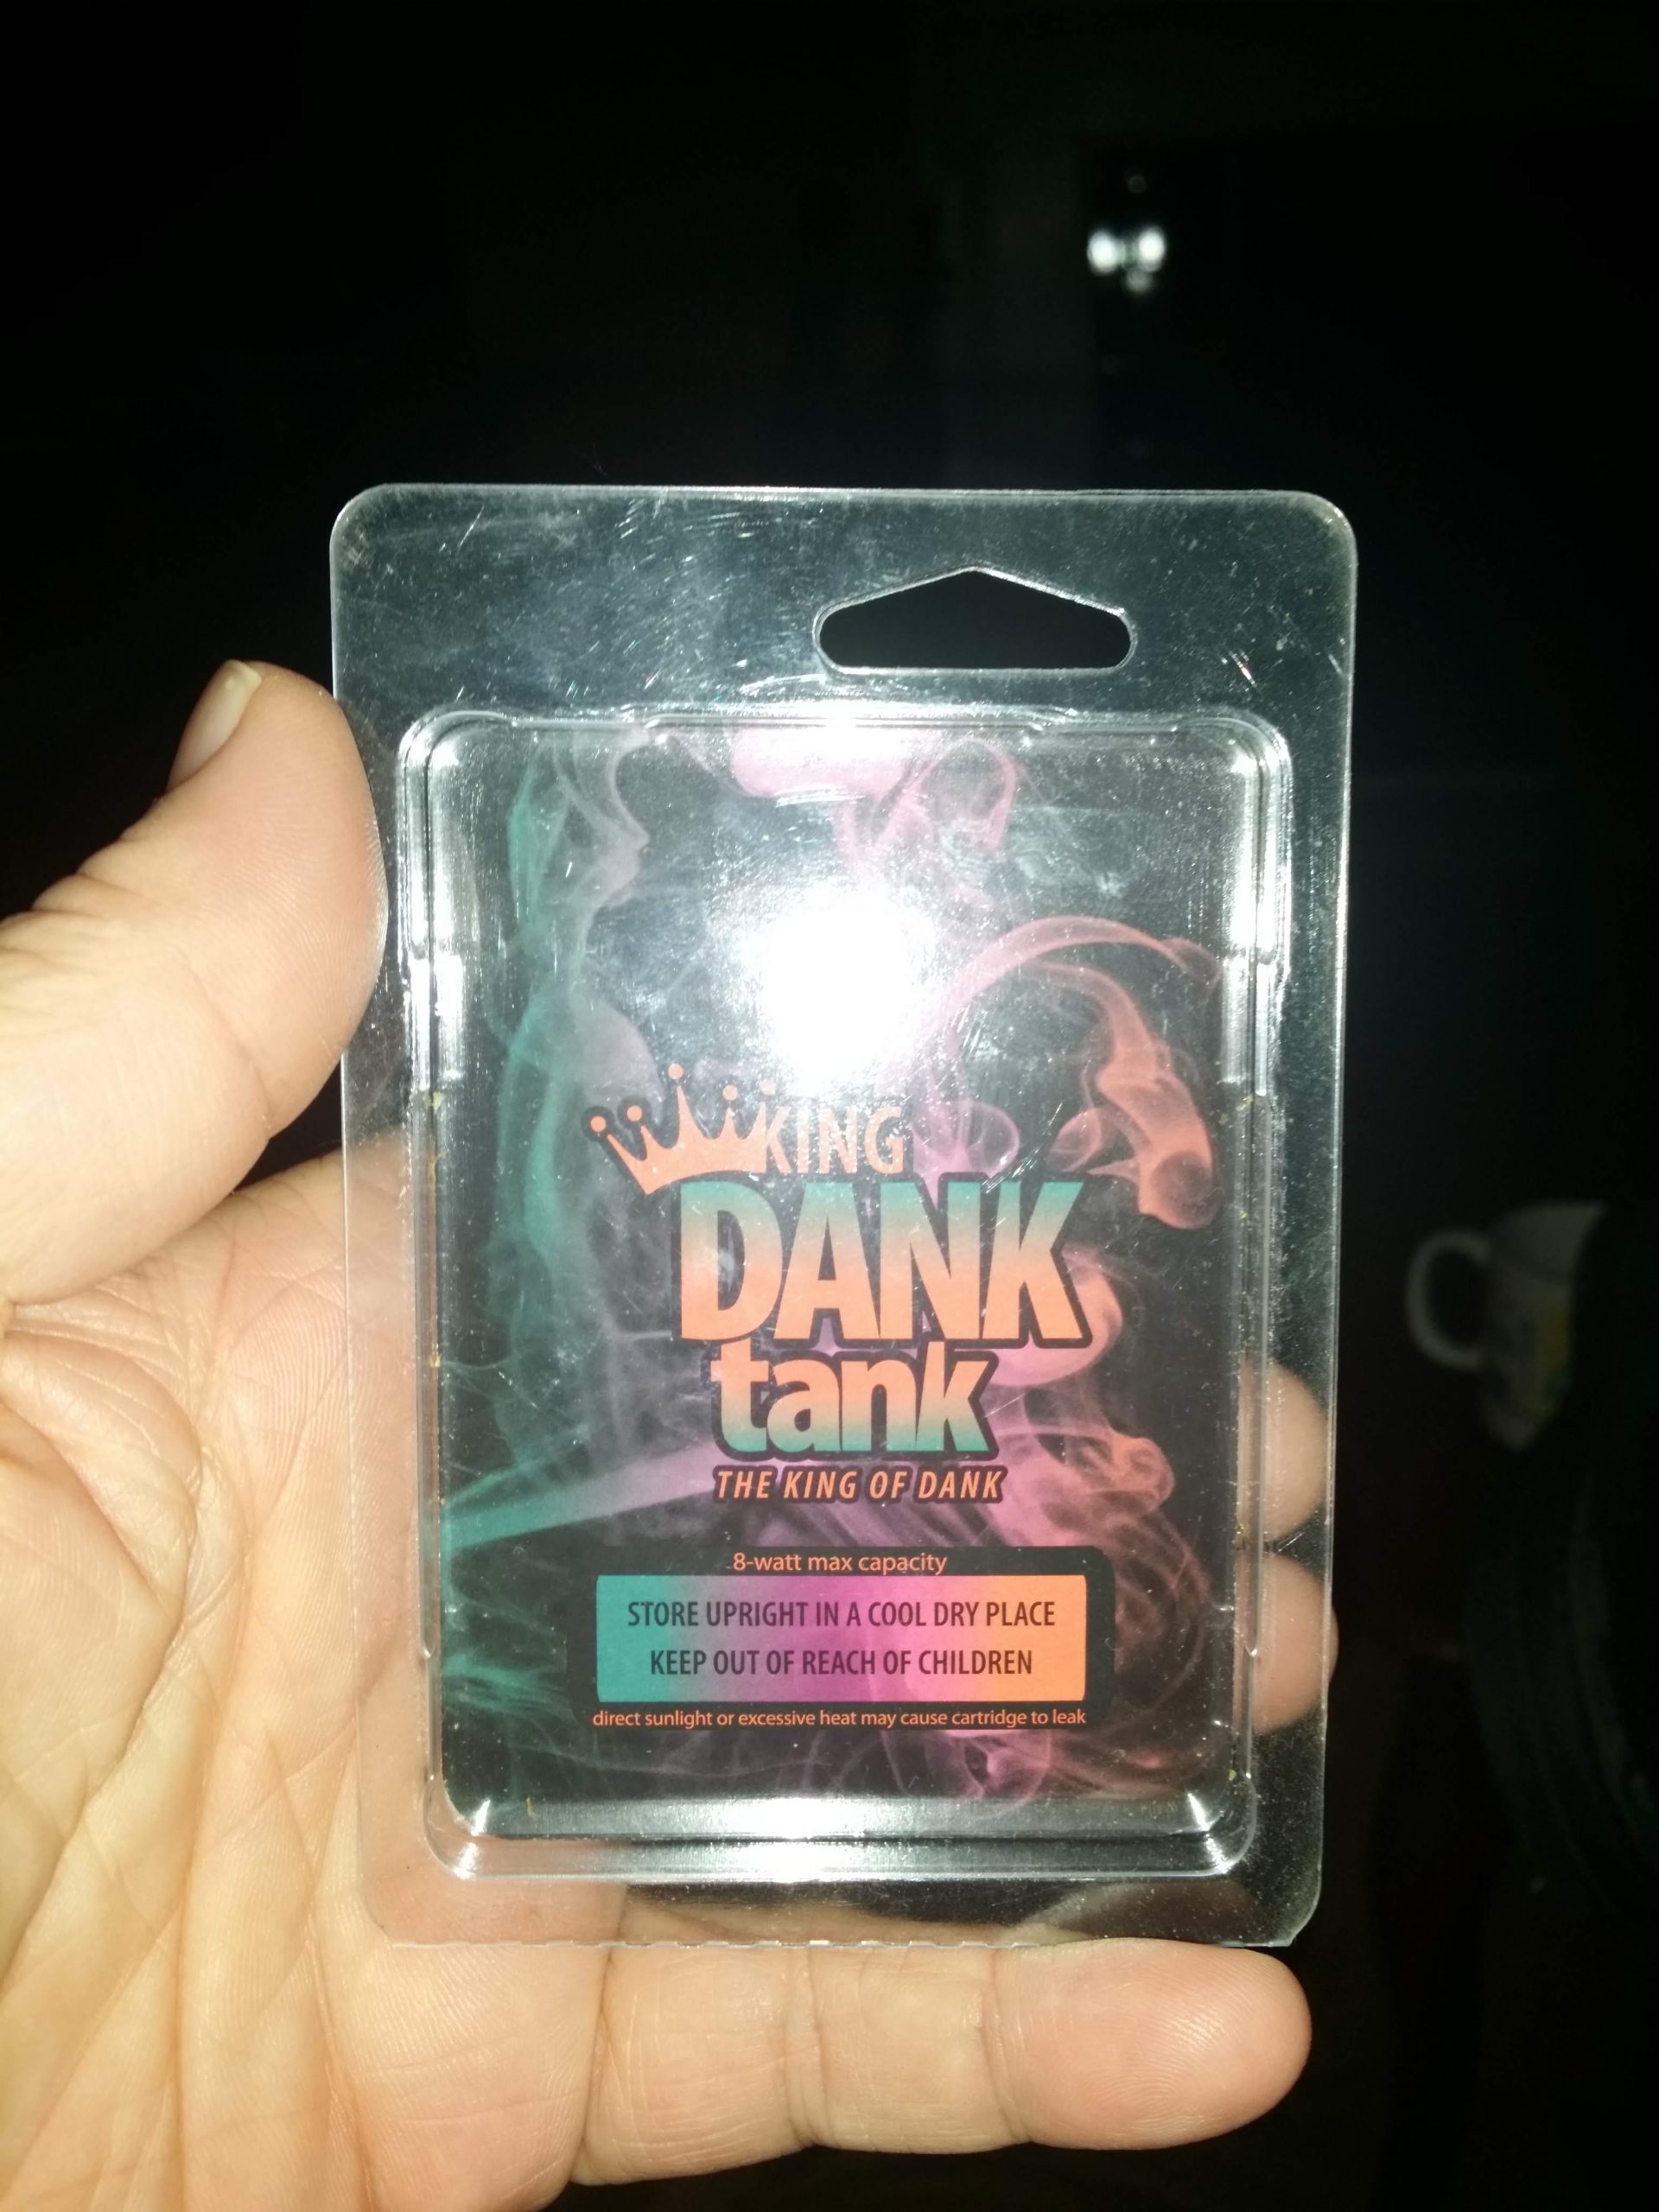 KING
DANK
tank
THE KING OF DANK
8-watt max capacity
STORE UPRIGHT IN A COOL DRY PLACE
KEEP OUT OF REACH OF CHILDREN
direct sunlight or excessive heat may cause cartridge to leak